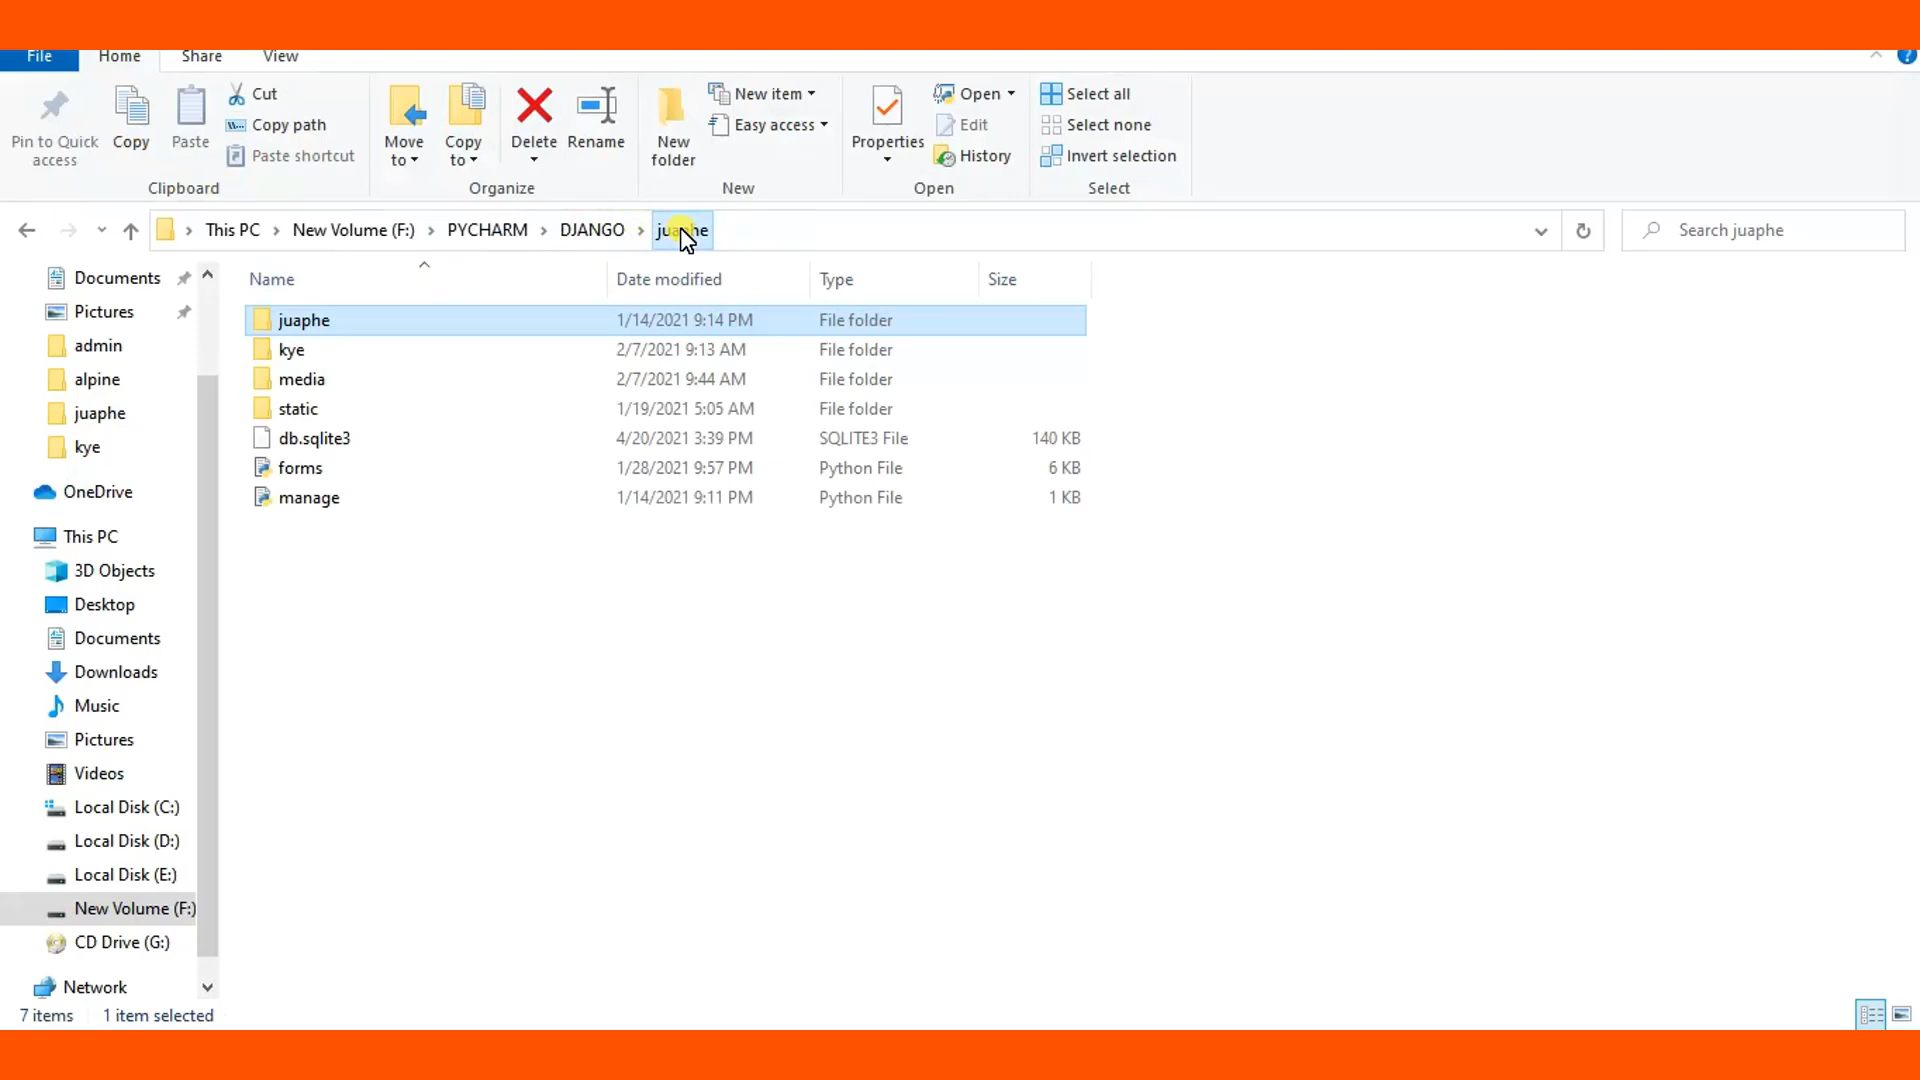 File Home Share View
Pin to Quick access
Copy
Paste
Cut
Copy path
Paste shortcut
Clipboard
Move to
Copy to
Delete
Rename
Organize
New folder
New item
Easy access
New
Properties
Open
Edit
History
Open
Select all
Select none
Invert selection
Select
This PC > New Volume (F:) > PYCHARM > DJANGO > juaphe
Search juaphe
Documents
Pictures
admin
alpine
juaphe
kye
OneDrive
This PC
3D Objects
Desktop
Documents
Downloads
Music
Pictures
Videos
Local Disk (C:)
Local Disk (D:)
Local Disk (E:)
New Volume (F:)
CD Drive (G:)
Network
Name Date modified Type Size
juaphe 1/14/2021 9:14 PM File folder
kye 2/7/2021 9:13 AM File folder
media 2/7/2021 9:44 AM File folder
static 1/19/2021 5:05 AM File folder
db.sqlite3 4/20/2021 3:39 PM SQLITE3 File 140 KB
forms 1/28/2021 9:57 PM Python File 6 KB
manage 1/14/2021 9:11 PM Python File 1 KB
7 items 1 item selected